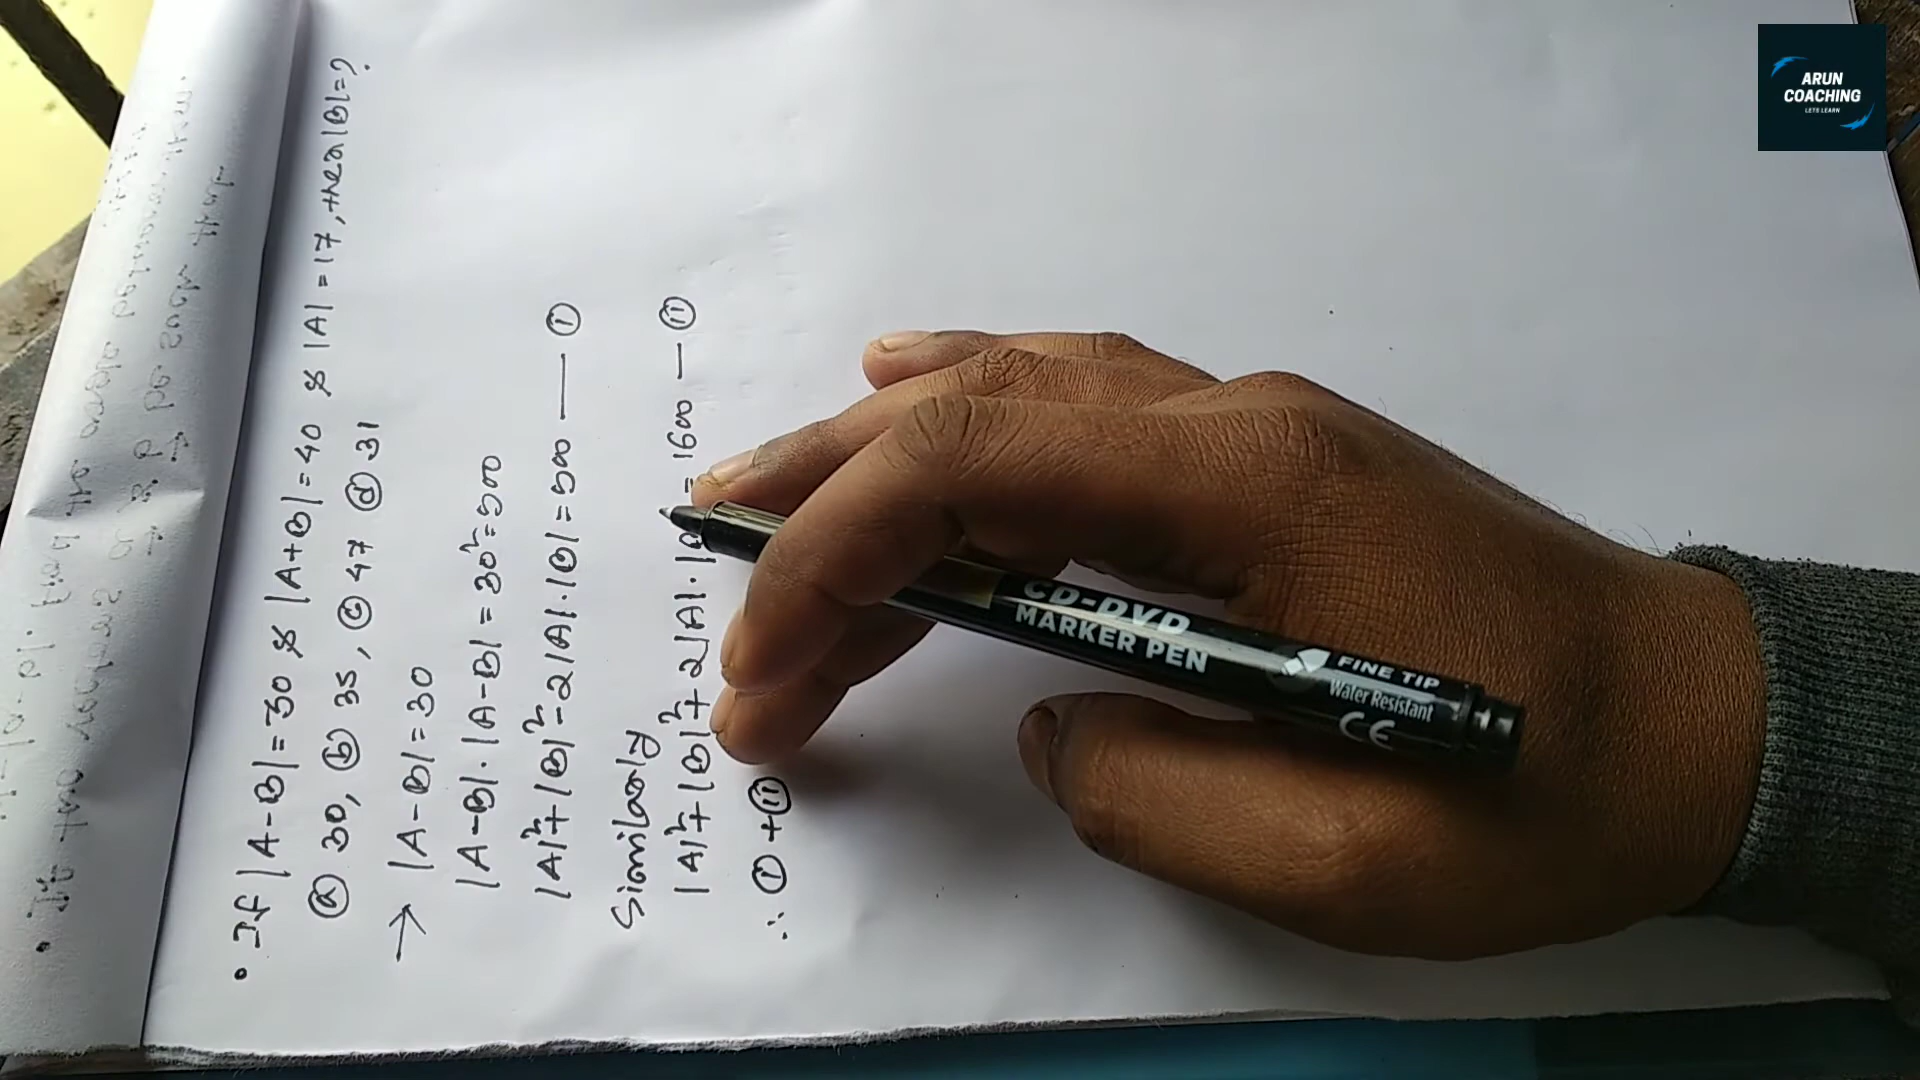 • If |A-B|=30 & |A+B|=40 & |A|=17, then |B|=?
ⓐ 30, ⓑ 35, ⓒ 47 ⓓ 31
→ |A-B|=30
|A-B|.|A-B|=30²=900
|A|²+|B|²-2|A|.|B|=900 — ⓘ
Similarly
|A|²+|B|²+2|A|.|B = 1600 — ⓘⓘ
∴ ⓘ+ⓘⓘ
CD-DVD
MARKER PEN
FINE TIP
Water Resistant
CE
ARUN
COACHING
LETS LEARN